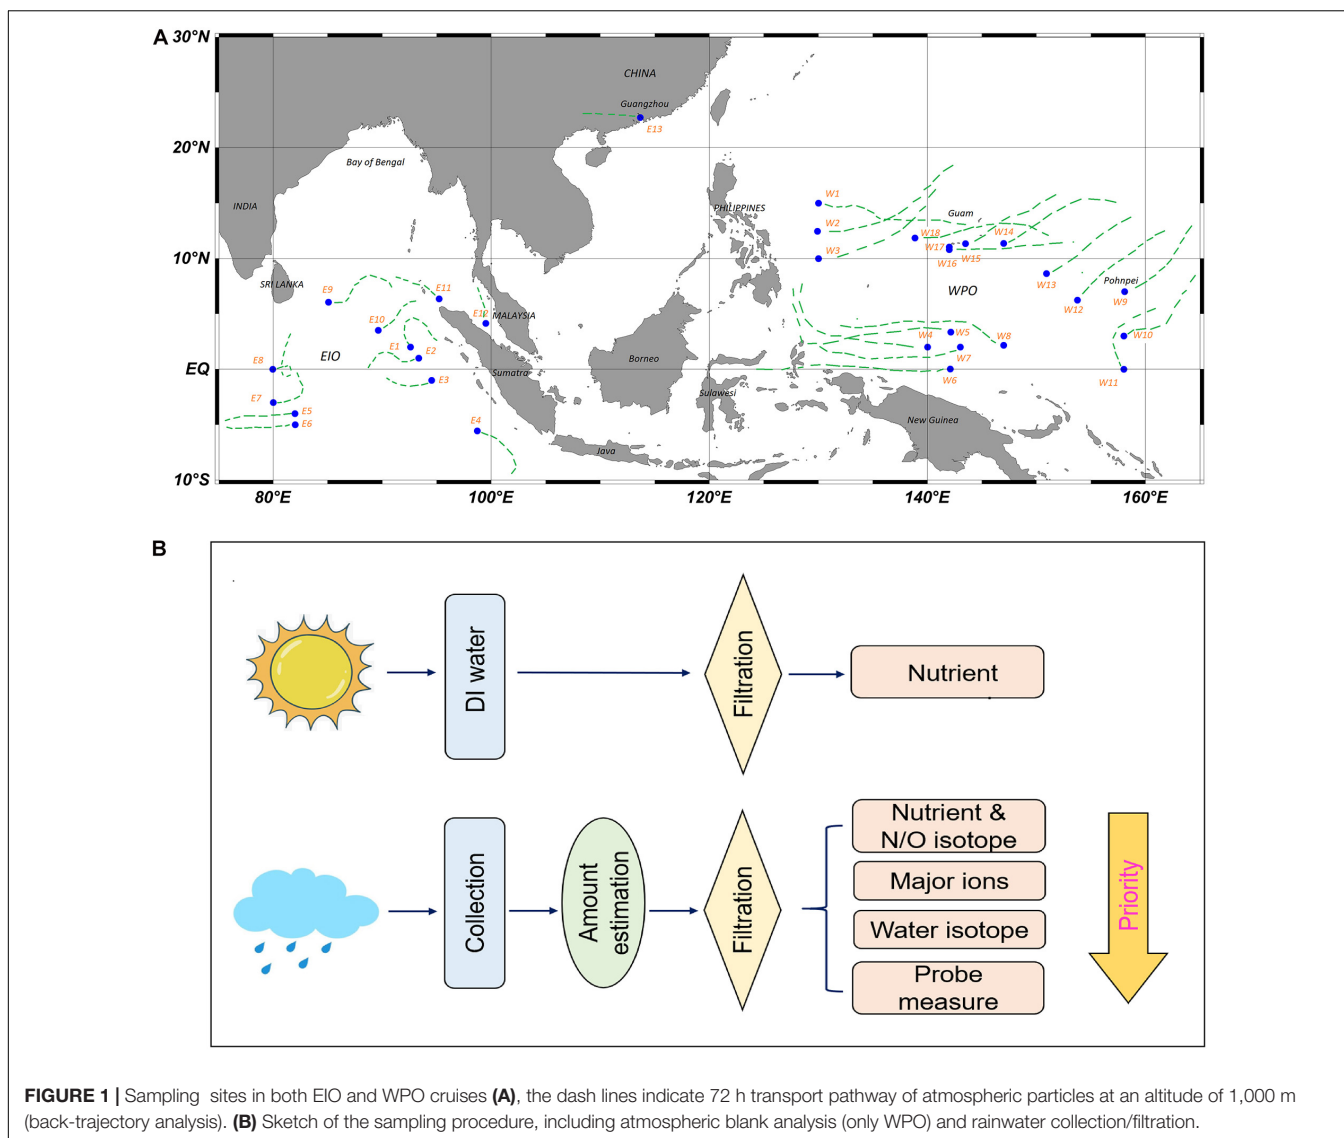 A
30°N
20°N
10°N
EQ
10°S
80°E
100°E
120°E
140°E
160°E
CHINA
Guangzhou
E13
Bay of Bengal
INDIA
SRI LANKA
PHILIPPINES
MALAYSIA
Borneo
Sumatra
Sulawesi
Java
New Guinea
Guam
Pohnpei
EIO
WPO
E9
E11
E10
E12
E1
E2
E3
E8
E7
E5
E6
E4
W1
W2
W3
W18
W17
W16
W15
W14
W13
W12
W9
W10
W11
W4
W5
W8
W7
W6
B
DI water
Filtration
Nutrient
Collection
Amount
estimation
Filtration
Nutrient &
N/O isotope
Major ions
Water isotope
Probe
measure
Priority
FIGURE 1 | Sampling sites in both EIO and WPO cruises (A), the dash lines indicate 72 h transport pathway of atmospheric particles at an altitude of 1,000 m
(back-trajectory analysis). (B) Sketch of the sampling procedure, including atmospheric blank analysis (only WPO) and rainwater collection/filtration.